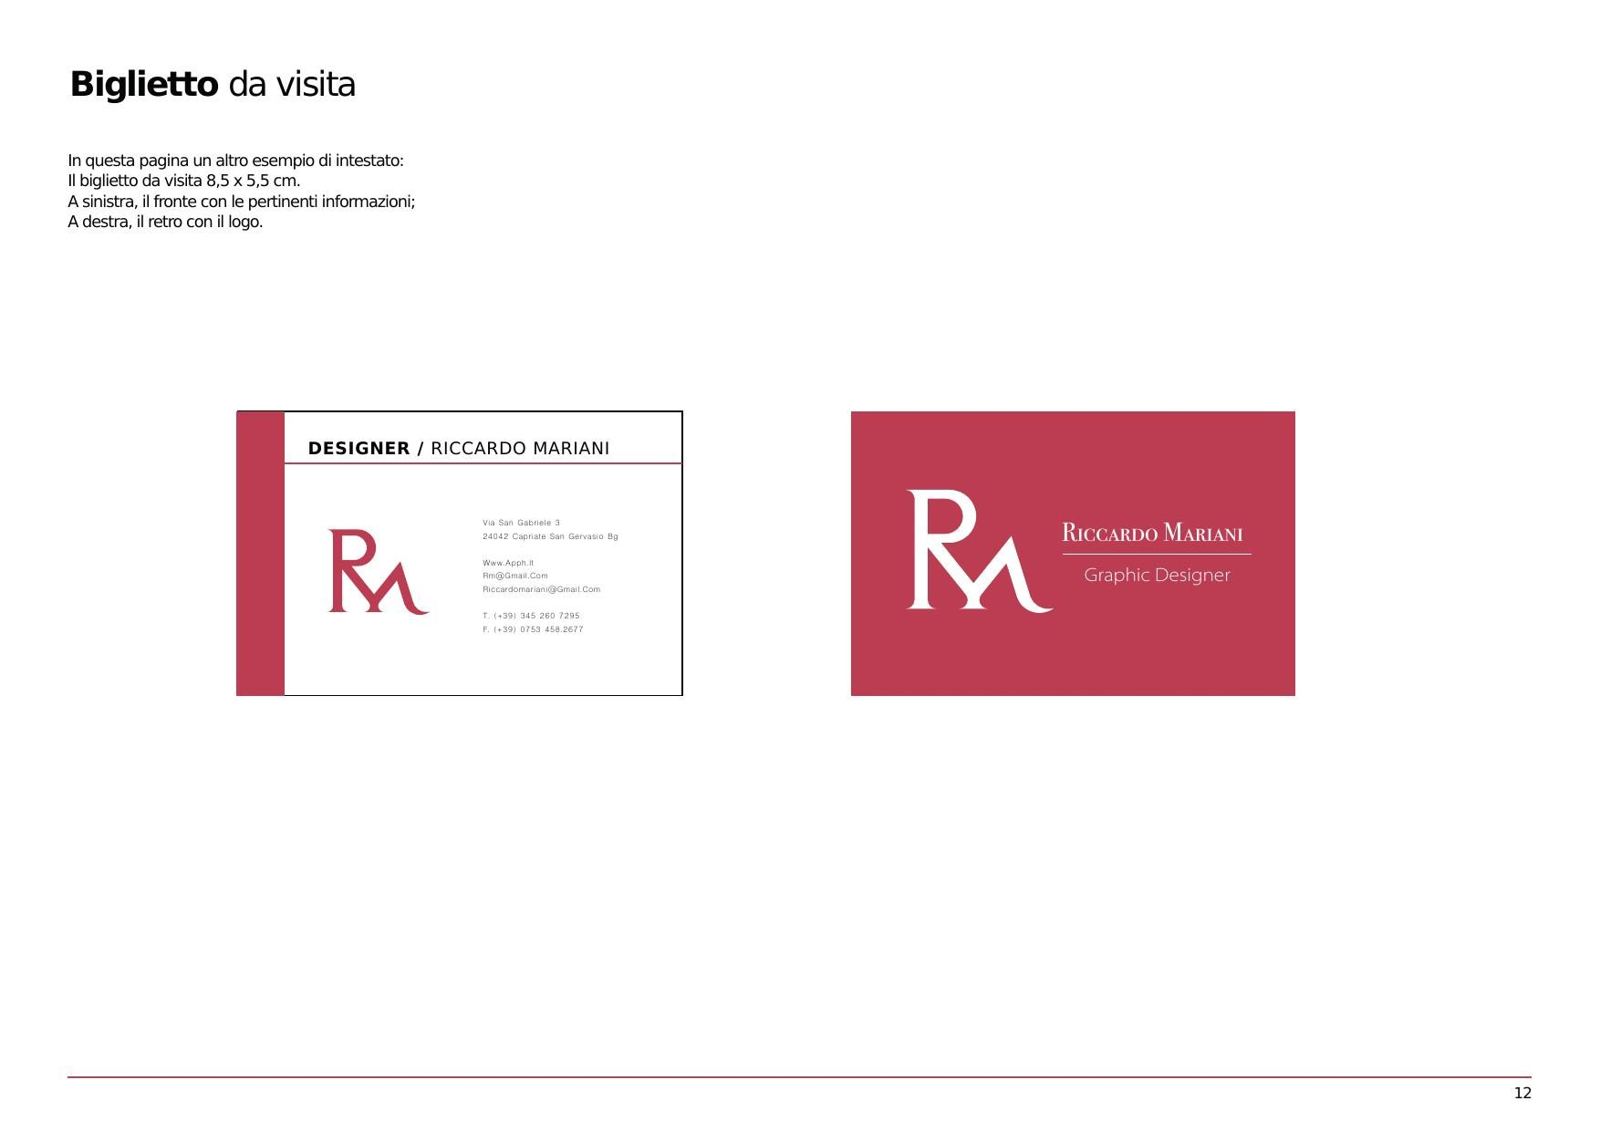 Biglietto da visita
In questa pagina un altro esempio di intestato:
Il biglietto da visita 8,5 x 5,5 cm.
A sinistra, il fronte con le pertinenti informazioni;
A destra, il retro con il logo.
DESIGNER / RICCARDO MARIANI
RM
Via San Gabriele 3
24042 Capriate San Gervasio Bg
Www.Apph.It
Rm@Gmail.Com
Riccardomariani@Gmail.Com
T. (+39) 345 260 7295
F. (+39) 0753 458.2677
RM
Riccardo Mariani
Graphic Designer
12